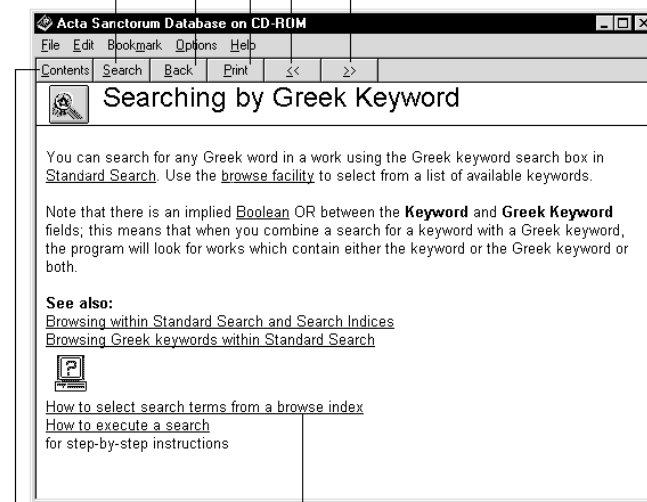 Acta Sanctorum Database on CD-ROM
File Edit Bookmark Options Help
Contents Search Back Print << >>
Searching by Greek Keyword
You can search for any Greek word in a work using the Greek keyword search box in
Standard Search. Use the browse facility to select from a list of available keywords.
Note that there is an implied Boolean OR between the Keyword and Greek Keyword
fields; this means that when you combine a search for a keyword with a Greek keyword,
the program will look for works which contain either the keyword or the Greek keyword or
both.
See also:
Browsing within Standard Search and Search Indices
Browsing Greek keywords within Standard Search
?
How to select search terms from a browse index
How to execute a search
for step-by-step instructions